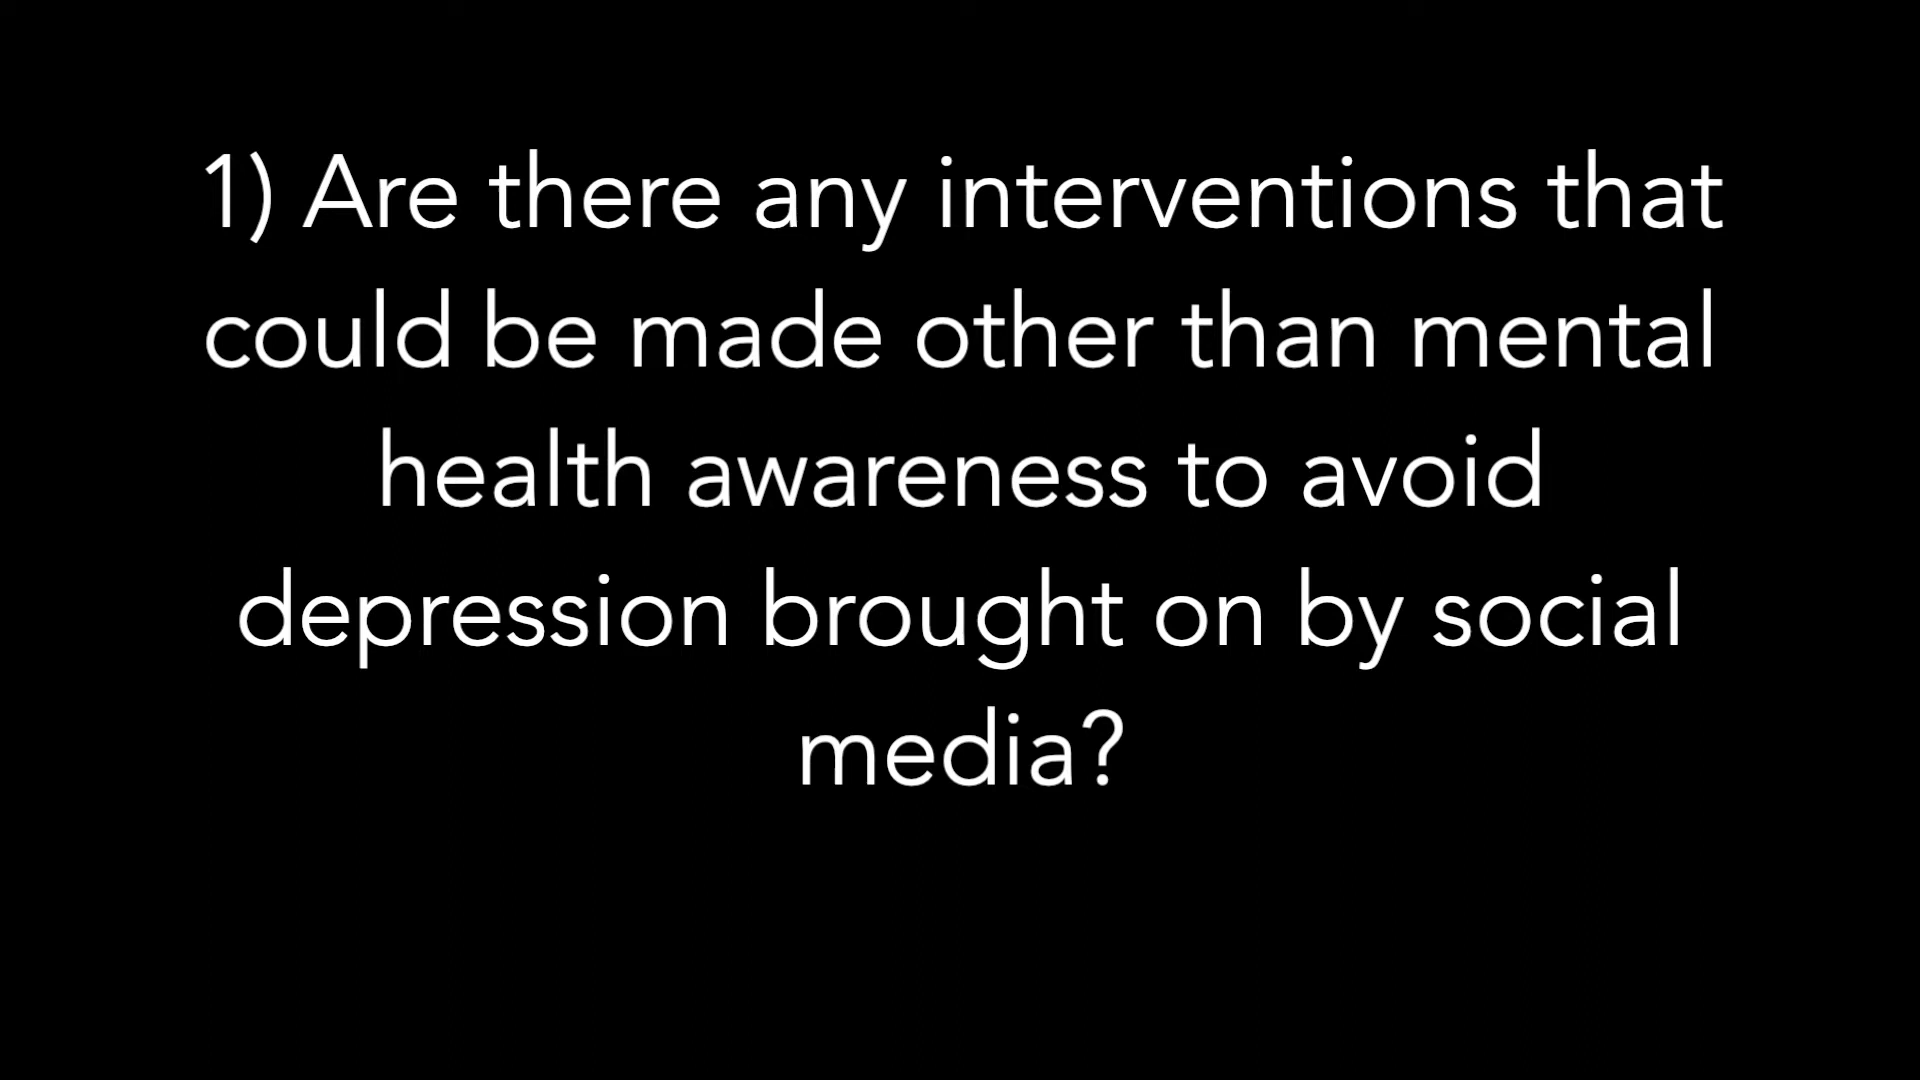 1) Are there any interventions that
could be made other than mental
health awareness to avoid
depression brought on by social
media?